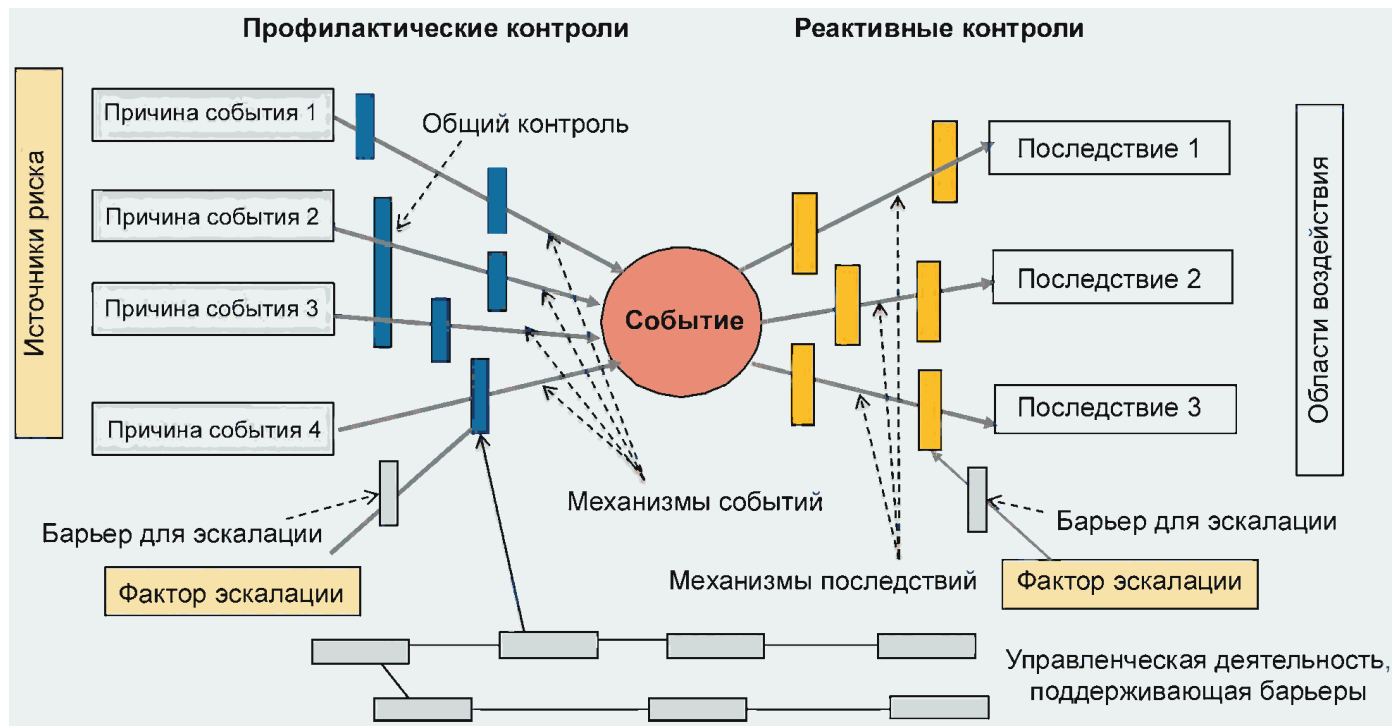 Профилактические контроли
Реактивные контроли
Источники риска
Причина события 1
Причина события 2
Причина события 3
Причина события 4
Общий контроль
Событие
Последствие 1
Последствие 2
Последствие 3
Области воздействия
Механизмы событий
Барьер для эскалации
Фактор эскалации
Механизмы последствий
Барьер для эскалации
Фактор эскалации
Управленческая деятельность,
поддерживающая барьеры